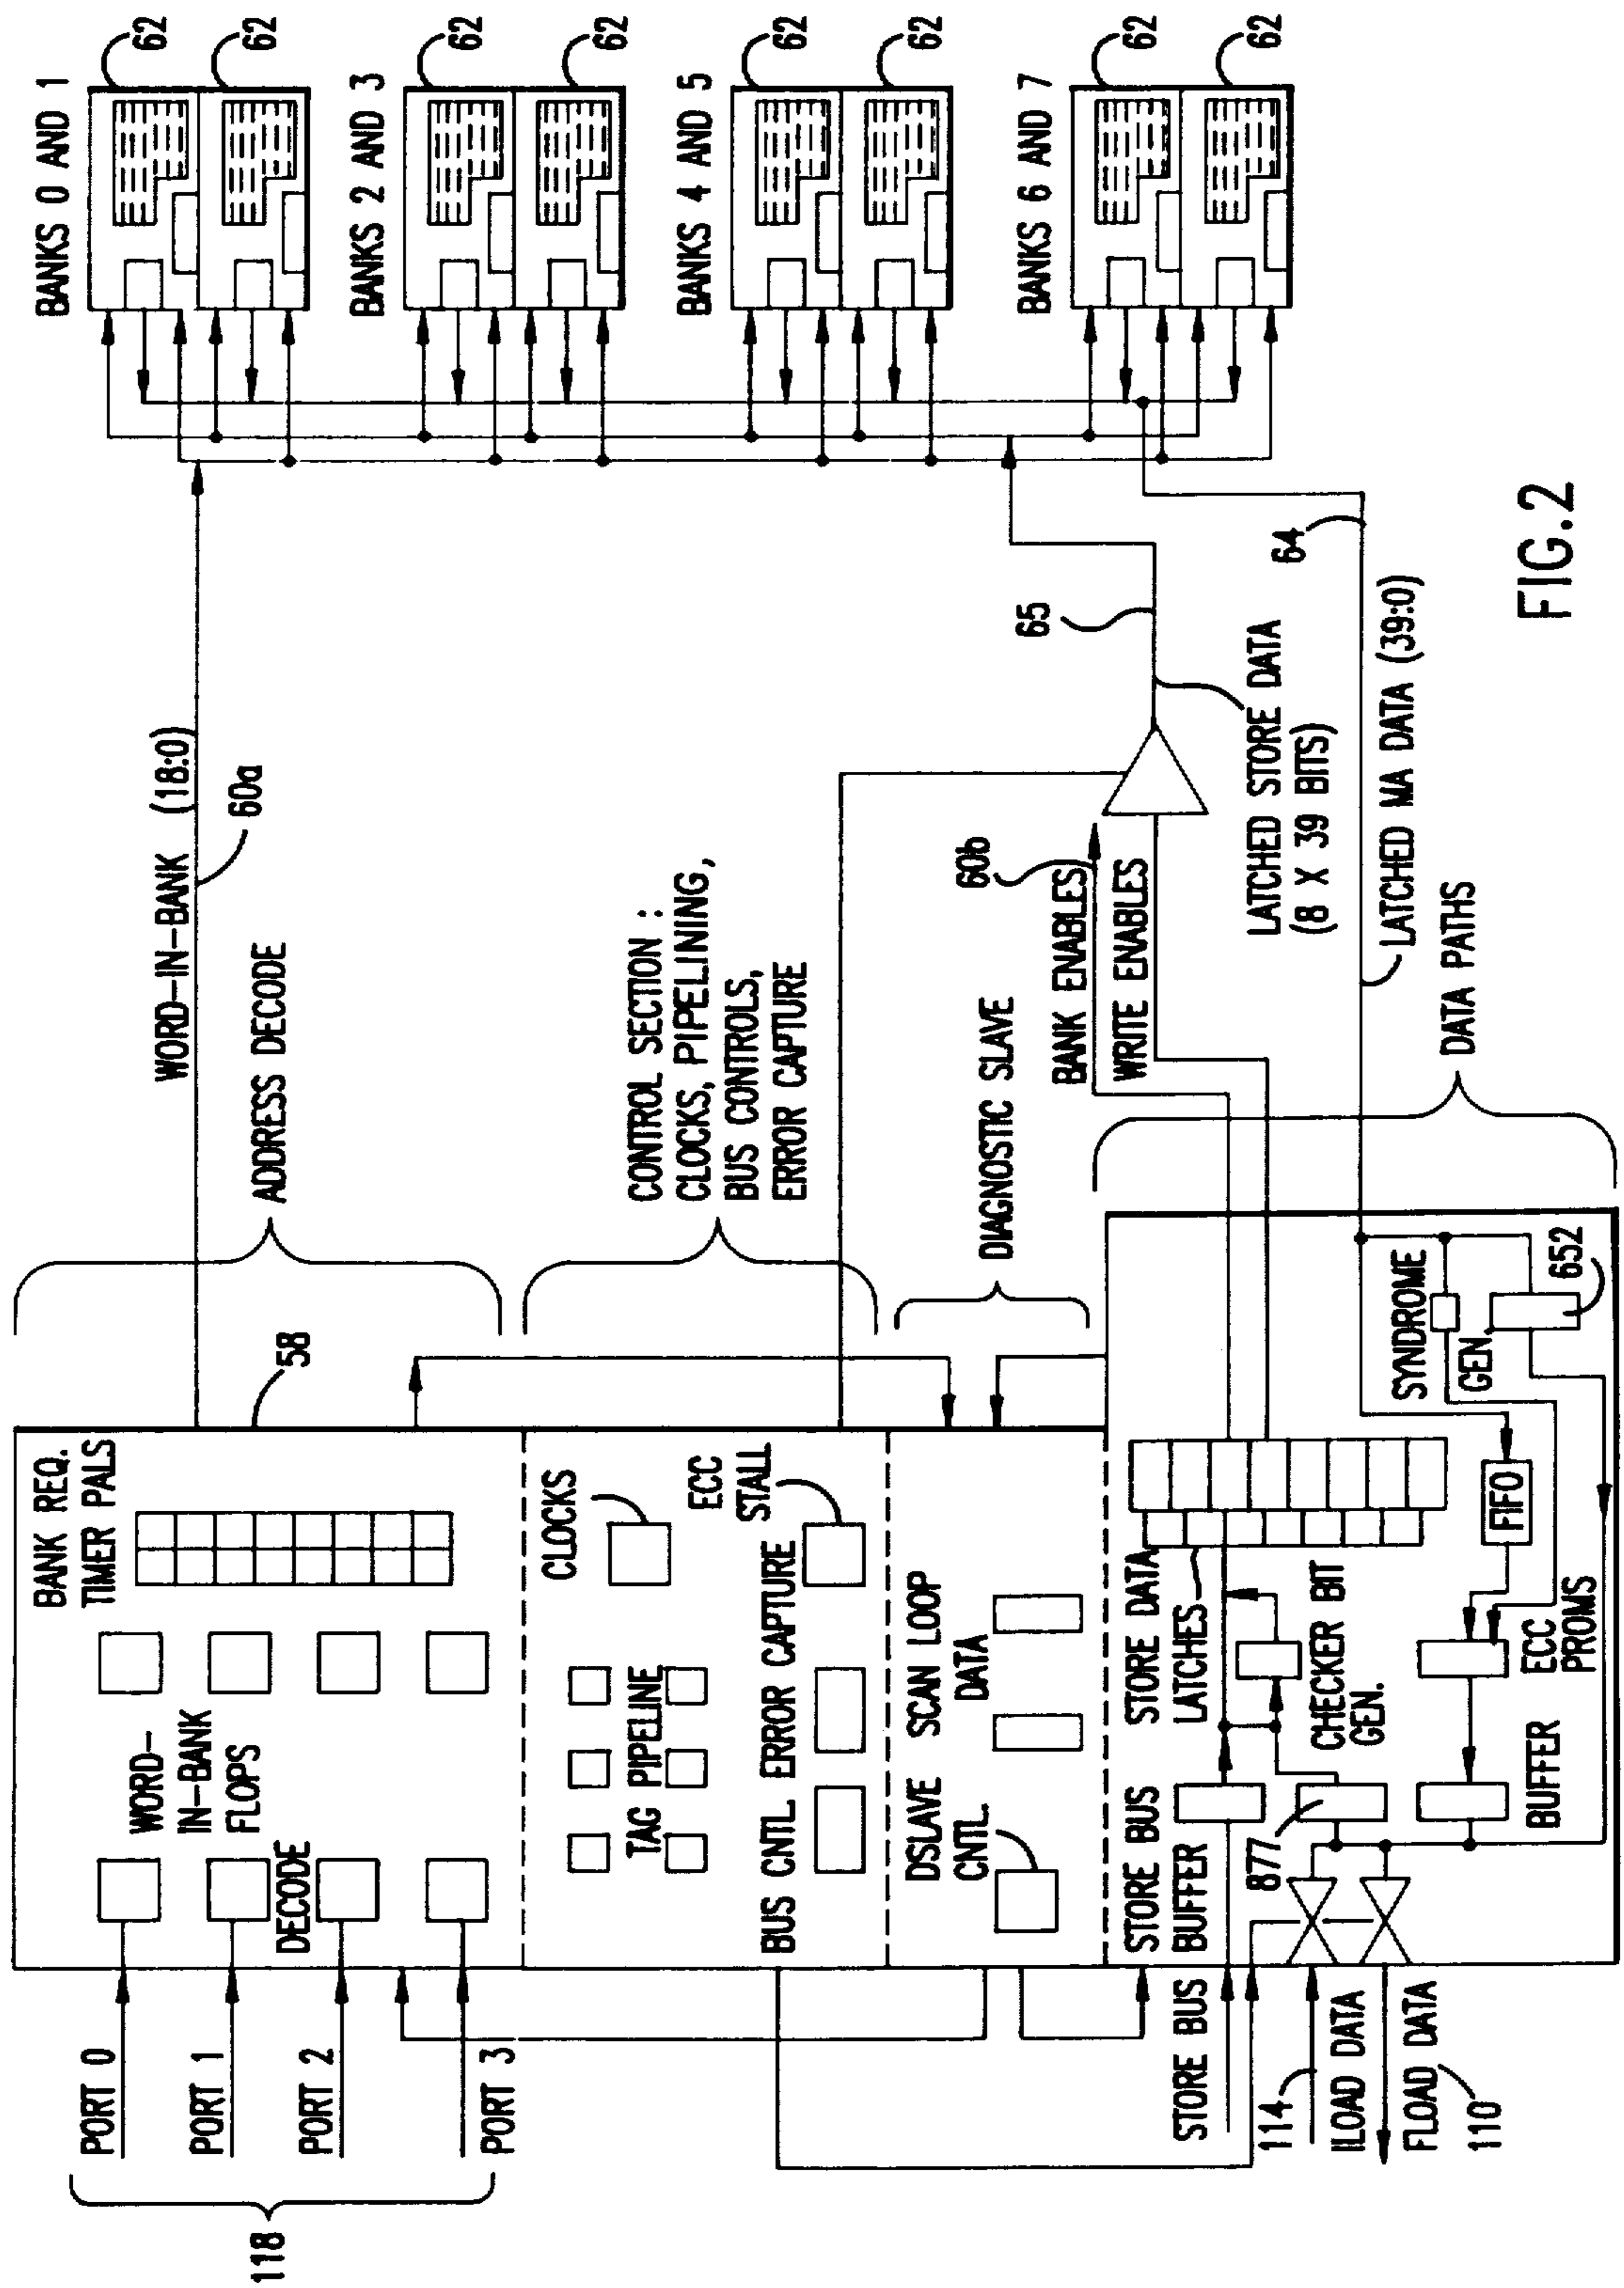 BANKS 0 AND 1
62
62
BANKS 2 AND 3
62
62
BANKS 4 AND 5
62
62
BANKS 6 AND 7
62
62
WORD-IN-BANK (18:0)
60a
ADDRESS DECODE
CONTROL SECTION :
CLOCKS, PIPELINING,
BUS CONTROLS,
ERROR CAPTURE
DIAGNOSTIC SLAVE
BANK ENABLES
60b
WRITE ENABLES
65
LATCHED STORE DATA
(8 X 39 BITS)
64
LATCHED MA DATA (39:0)
DATA PATHS
58
BANK REQ.
TIMER PALS
WORD-
IN-BANK
FLOPS
DECODE
PORT 0
PORT 1
PORT 2
PORT 3
118
CLOCKS
TAG PIPELINE
ECC
STALL
BUS CNTL ERROR CAPTURE
DSLAVE
CNTL
SCAN LOOP
DATA
STORE BUS
BUFFER
STORE DATA
LATCHES
CHECKER BIT
GEN.
SYNDROME
GEN
652
FIFO
ECC
PROMS
BUFFER
877
STORE BUS
114
ILOAD DATA
FLOAD DATA
110
FIG.2